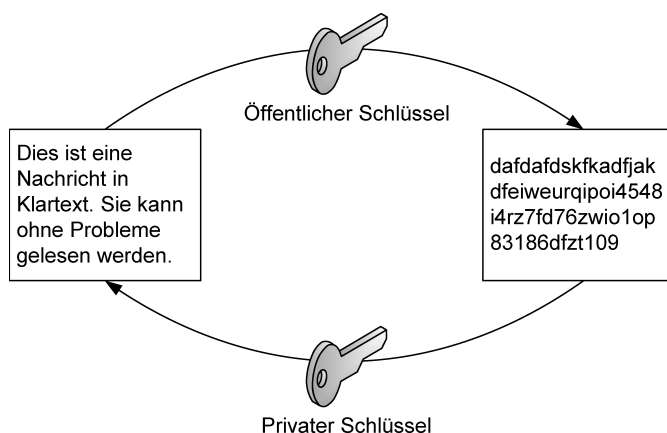 Öffentlicher Schlüssel
Dies ist eine
Nachricht in
Klartext. Sie kann
ohne Probleme
gelesen werden.
dafdafdskfkadfjak
dfeiweurqipoi4548
i4rz7fd76zwio1op
83186dfzt109
Privater Schlüssel